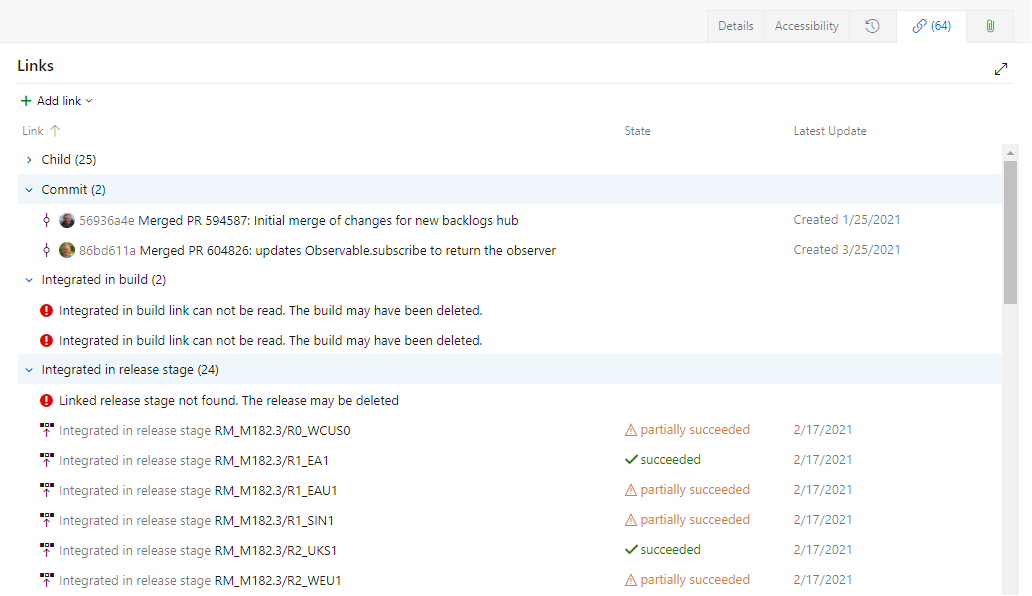 Details Accessibility (64)
Links
Add link
Link State Latest Update
Child (25)
Commit (2)
56936a4e Merged PR 594587: Initial merge of changes for new backlogs hub Created 1/25/2021
86bd611a Merged PR 604826: updates Observable.subscribe to return the observer Created 3/25/2021
Integrated in build (2)
Integrated in build link can not be read. The build may have been deleted.
Integrated in build link can not be read. The build may have been deleted.
Integrated in release stage (24)
Linked release stage not found. The release may be deleted
Integrated in release stage RM_M182.3/R0_WCUS0 partially succeeded 2/17/2021
Integrated in release stage RM_M182.3/R1_EA1 succeeded 2/17/2021
Integrated in release stage RM_M182.3/R1_EAU1 partially succeeded 2/17/2021
Integrated in release stage RM_M182.3/R1_SIN1 partially succeeded 2/17/2021
Integrated in release stage RM_M182.3/R2_UKS1 succeeded 2/17/2021
Integrated in release stage RM_M182.3/R2_WEU1 partially succeeded 2/17/2021